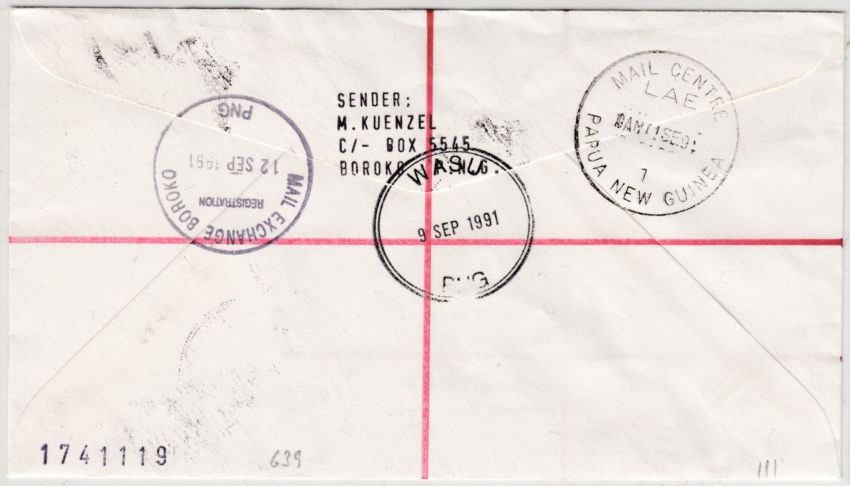 SENDER:
M.KUENZEL
C/- BOX 5545
BOROKO P.N.G.
MAIL CENTRE
LAE
11SE91
1
PAPUA NEW GUINEA
PNG
12 SEP 1991
REGISTRATION
MAIL EXCHANGE BOROKO
WASU
9 SEP 1991
PNG
1741119
639
111